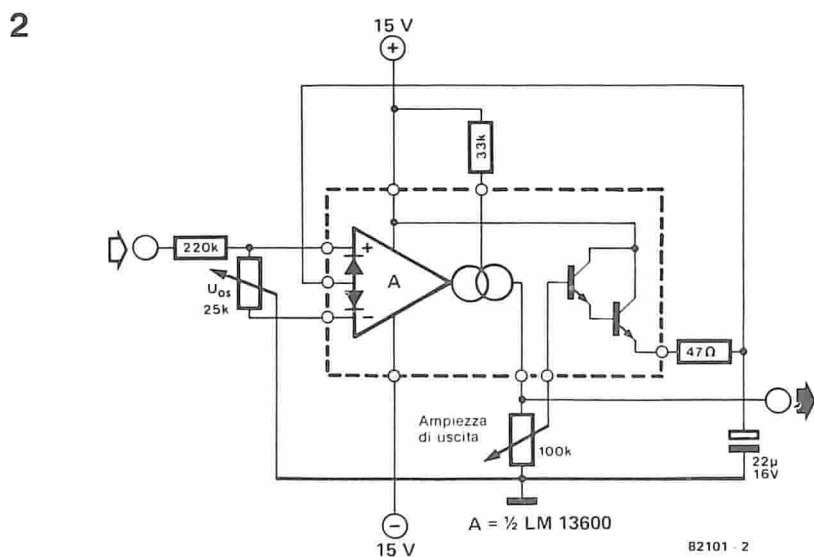 2
15 V
+
33k
220k
+
A
U os
25k
−
47Ω
Ampiezza
di uscita
100k
22µ
16V
−
15 V
A = ½ LM 13600
82101 - 2